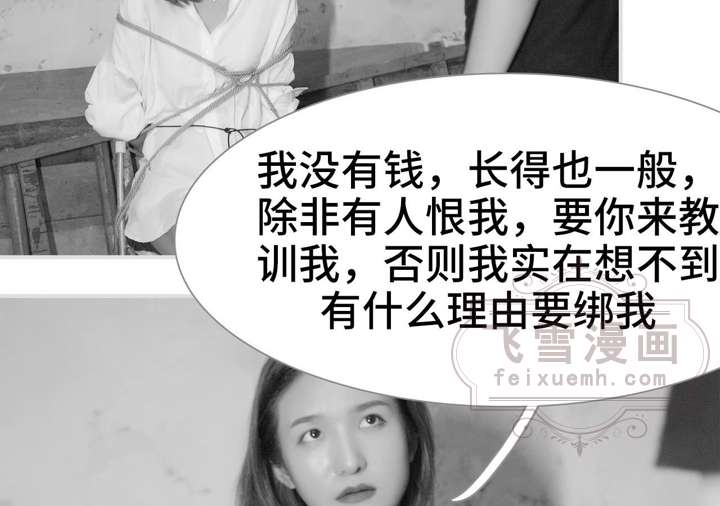 我没有钱，长得也一般，
除非有人恨我，要你来教
训我，否则我实在想不到
有什么理由要绑我
飞雪漫画
feixuemh.com